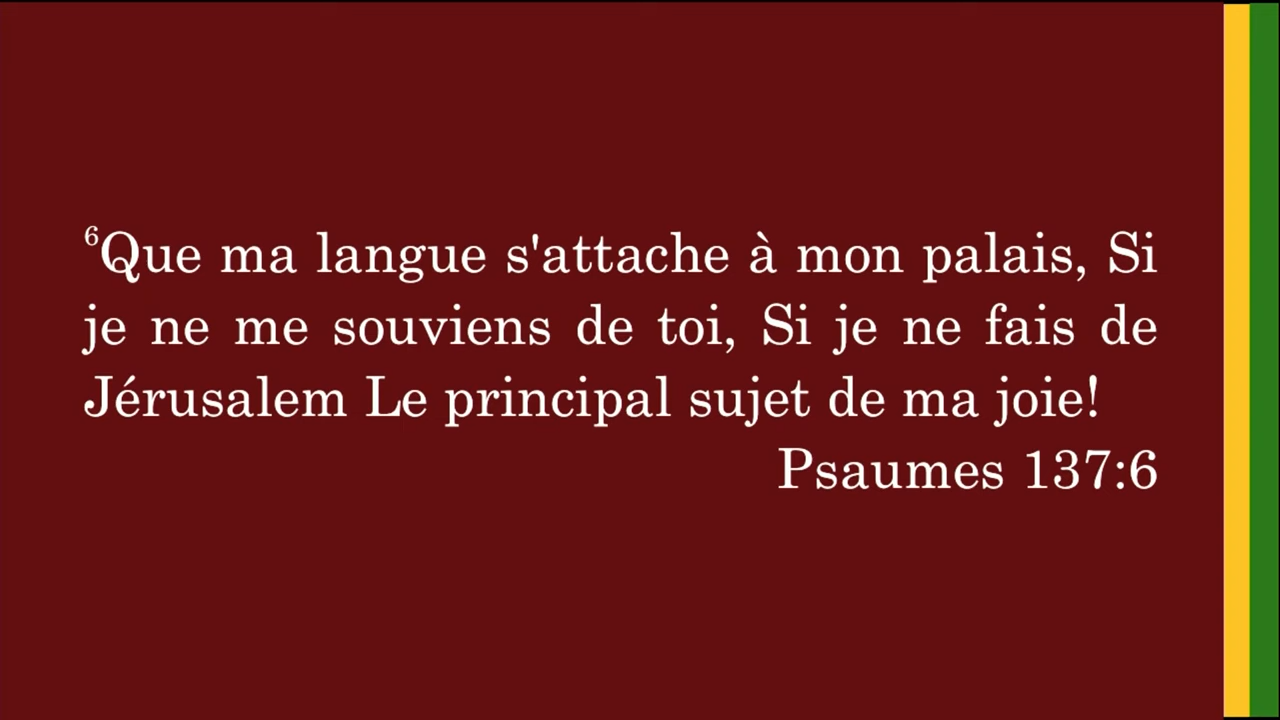 ⁶Que ma langue s'attache à mon palais, Si
je ne me souviens de toi, Si je ne fais de
Jérusalem Le principal sujet de ma joie!
Psaumes 137:6